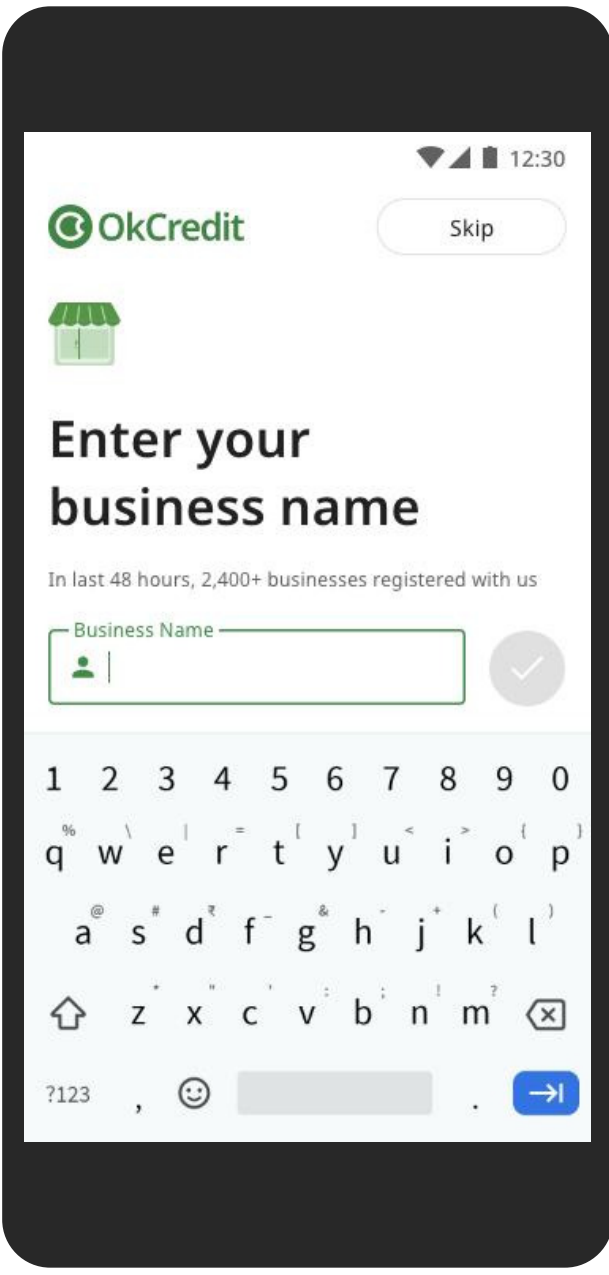 12:30
OkCredit
Skip
Enter your
business name
In last 48 hours, 2,400+ businesses registered with us
Business Name
1 2 3 4 5 6 7 8 9 0
% \ | = [ ] < > { }
q w e r t y u i o p
@ # ₹ _ & - + ( )
a s d f g h j k l
* " ' : ; ! ?
z x c v b n m
?123 , .